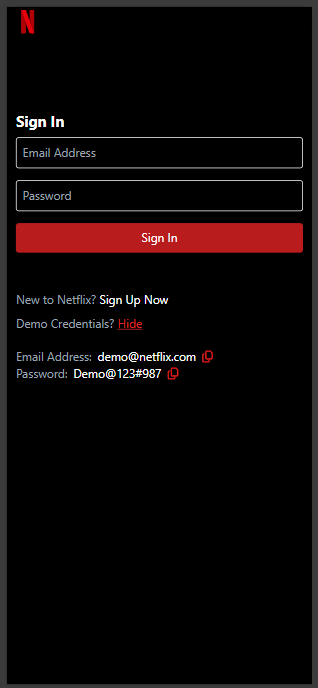 N
Sign In
Email Address
Password
Sign In
New to Netflix? Sign Up Now
Demo Credentials? Hide
Email Address: demo@netflix.com
Password: Demo@123#987